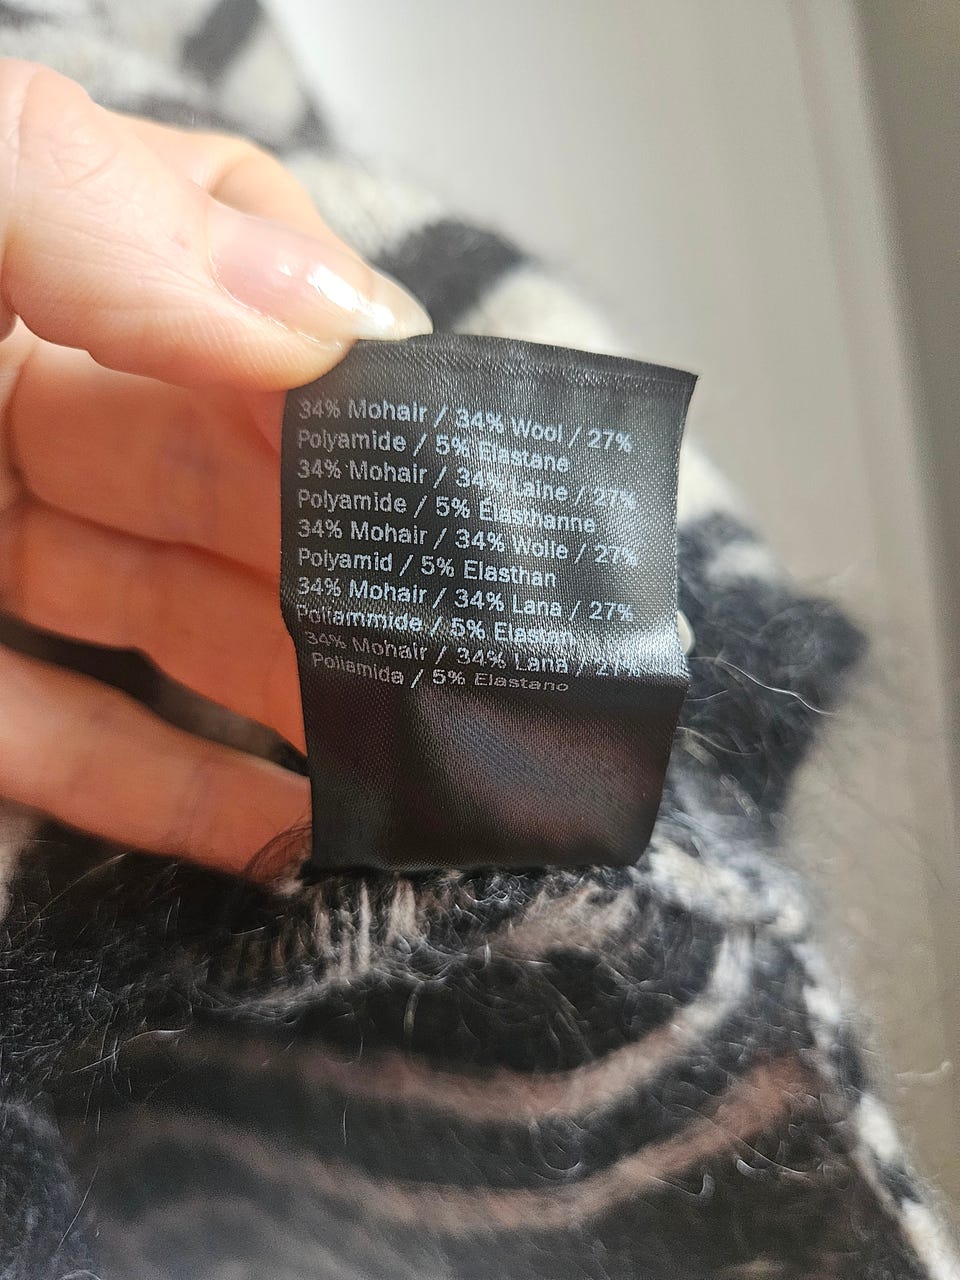 34% Mohair / 34% Wool / 27%
Polyamide / 5% Elastane
34% Mohair / 34% Laine / 27%
Polyamide / 5% Elasthanne
34% Mohair / 34% Wolle / 27%
Polyamid / 5% Elasthan
34% Mohair / 34% Lana / 27%
Poliammide / 5% Elastan
34% Mohair / 34% Lana / 27%
Poliamida / 5% Elastano